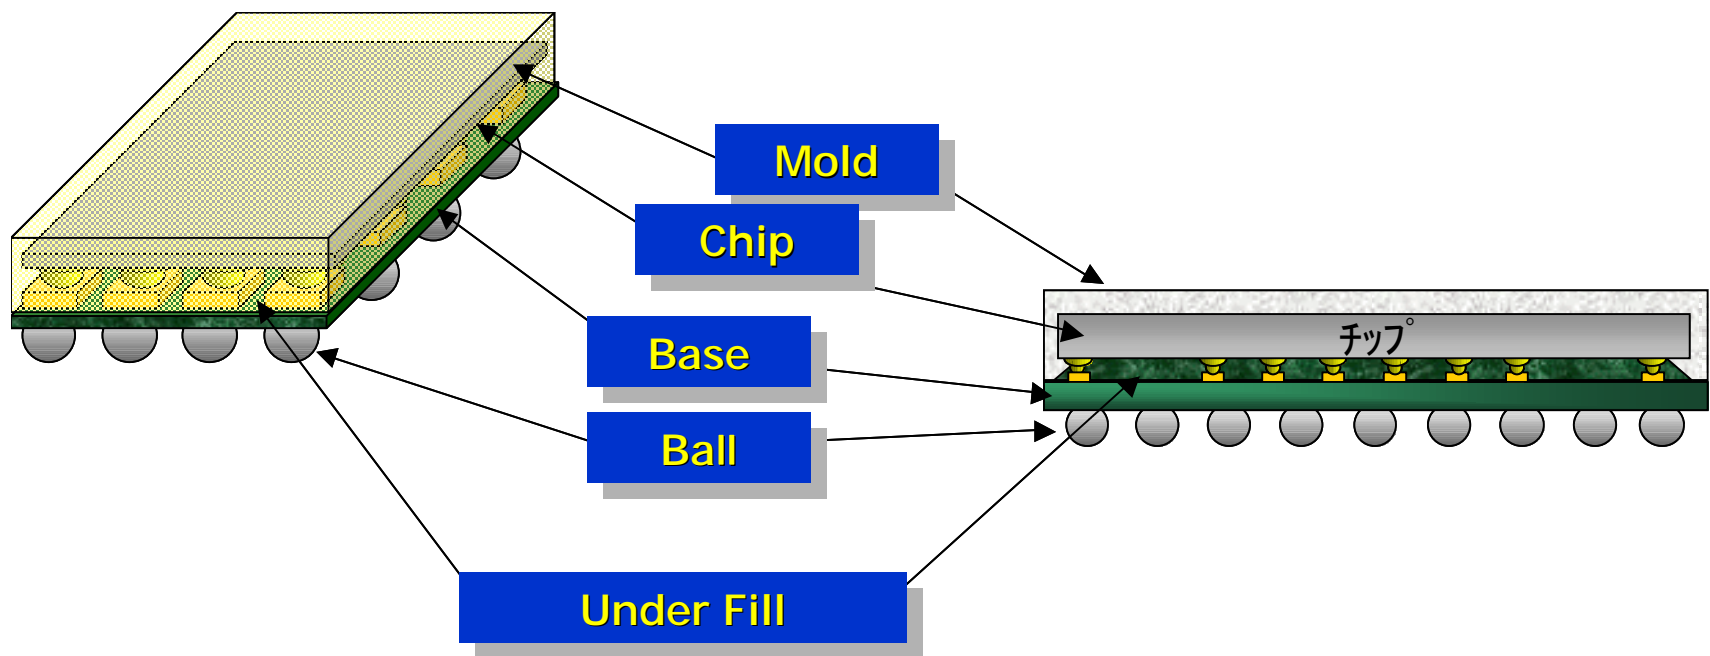 Mold
Chip
チップ
Base
Ball
Under Fill